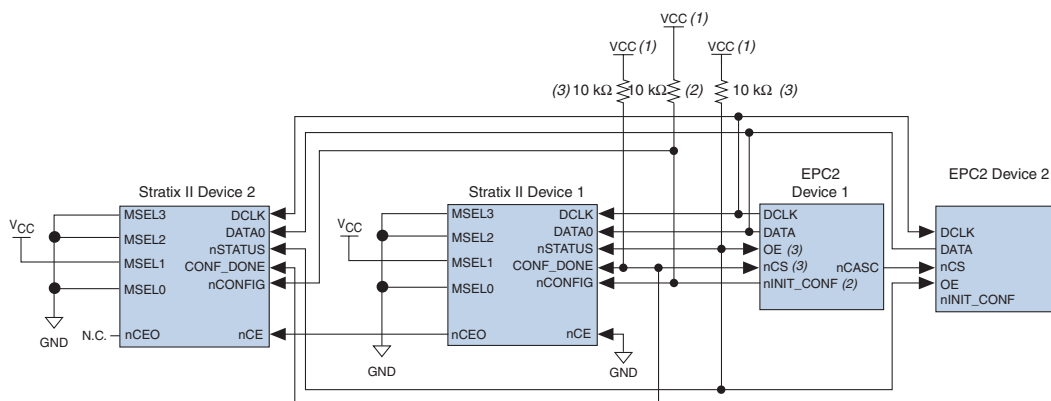 VCC (1)
VCC (1)
VCC (1)
(3) 10 kΩ
10 kΩ
(2)
10 kΩ (3)
Stratix II Device 2
MSEL3
MSEL2
MSEL1
MSEL0
nCEO
DCLK
DATA0
nSTATUS
CONF_DONE
nCONFIG
nCE
VCC
GND
N.C.
Stratix II Device 1
MSEL3
MSEL2
MSEL1
MSEL0
nCEO
DCLK
DATA0
nSTATUS
CONF_DONE
nCONFIG
nCE
VCC
GND
GND
EPC2
Device 1
DCLK
DATA
OE (3)
nCS (3)
nCASC
nINIT_CONF (2)
EPC2 Device 2
DCLK
DATA
nCS
OE
nINIT_CONF